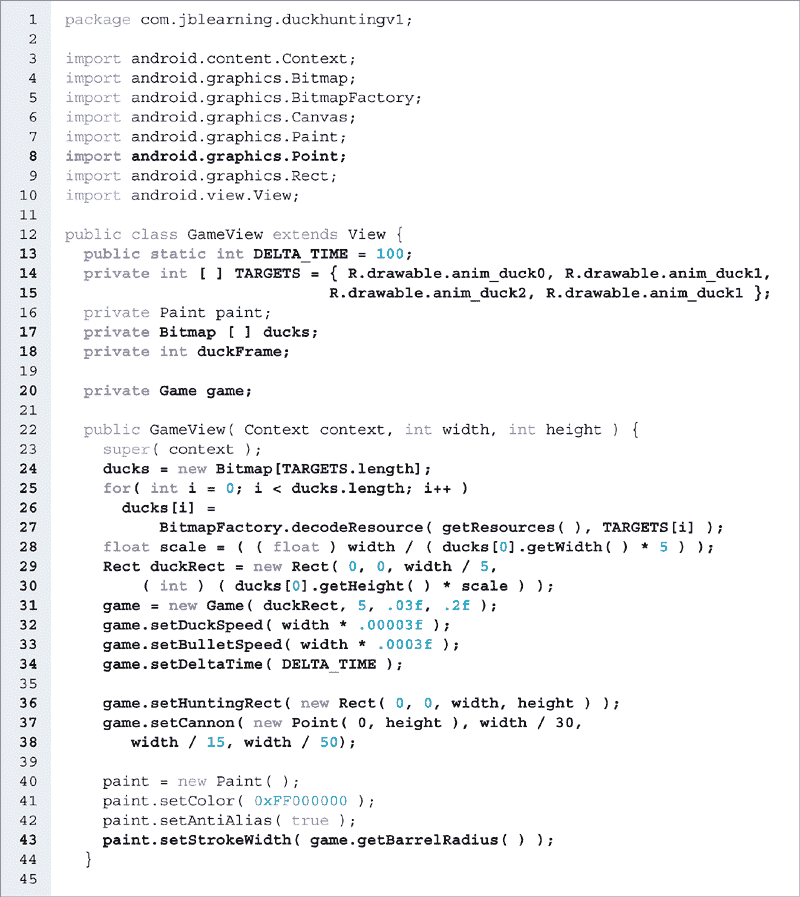 1 package com.jblearning.duckhuntingv1;
2
3 import android.content.Context;
4 import android.graphics.Bitmap;
5 import android.graphics.BitmapFactory;
6 import android.graphics.Canvas;
7 import android.graphics.Paint;
8 import android.graphics.Point;
9 import android.graphics.Rect;
10 import android.view.View;
11
12 public class GameView extends View {
13   public static int DELTA_TIME = 100;
14   private int [ ] TARGETS = { R.drawable.anim_duck0, R.drawable.anim_duck1,
15                             R.drawable.anim_duck2, R.drawable.anim_duck1 };
16   private Paint paint;
17   private Bitmap [ ] ducks;
18   private int duckFrame;
19
20   private Game game;
21
22   public GameView( Context context, int width, int height ) {
23     super( context );
24     ducks = new Bitmap[TARGETS.length];
25     for( int i = 0; i < ducks.length; i++ )
26       ducks[i] =
27           BitmapFactory.decodeResource( getResources( ), TARGETS[i] );
28     float scale = ( ( float ) width / ( ducks[0].getWidth( ) * 5 ) );
29     Rect duckRect = new Rect( 0, 0, width / 5,
30         ( int ) ( ducks[0].getHeight( ) * scale ) );
31     game = new Game( duckRect, 5, .03f, .2f );
32     game.setDuckSpeed( width * .00003f );
33     game.setBulletSpeed( width * .0003f );
34     game.setDeltaTime( DELTA_TIME );
35
36     game.setHuntingRect( new Rect( 0, 0, width, height ) );
37     game.setCannon( new Point( 0, height ), width / 30,
38        width / 15, width / 50);
39
40     paint = new Paint( );
41     paint.setColor( 0xFF000000 );
42     paint.setAntiAlias( true );
43     paint.setStrokeWidth( game.getBarrelRadius( ) );
44   }
45